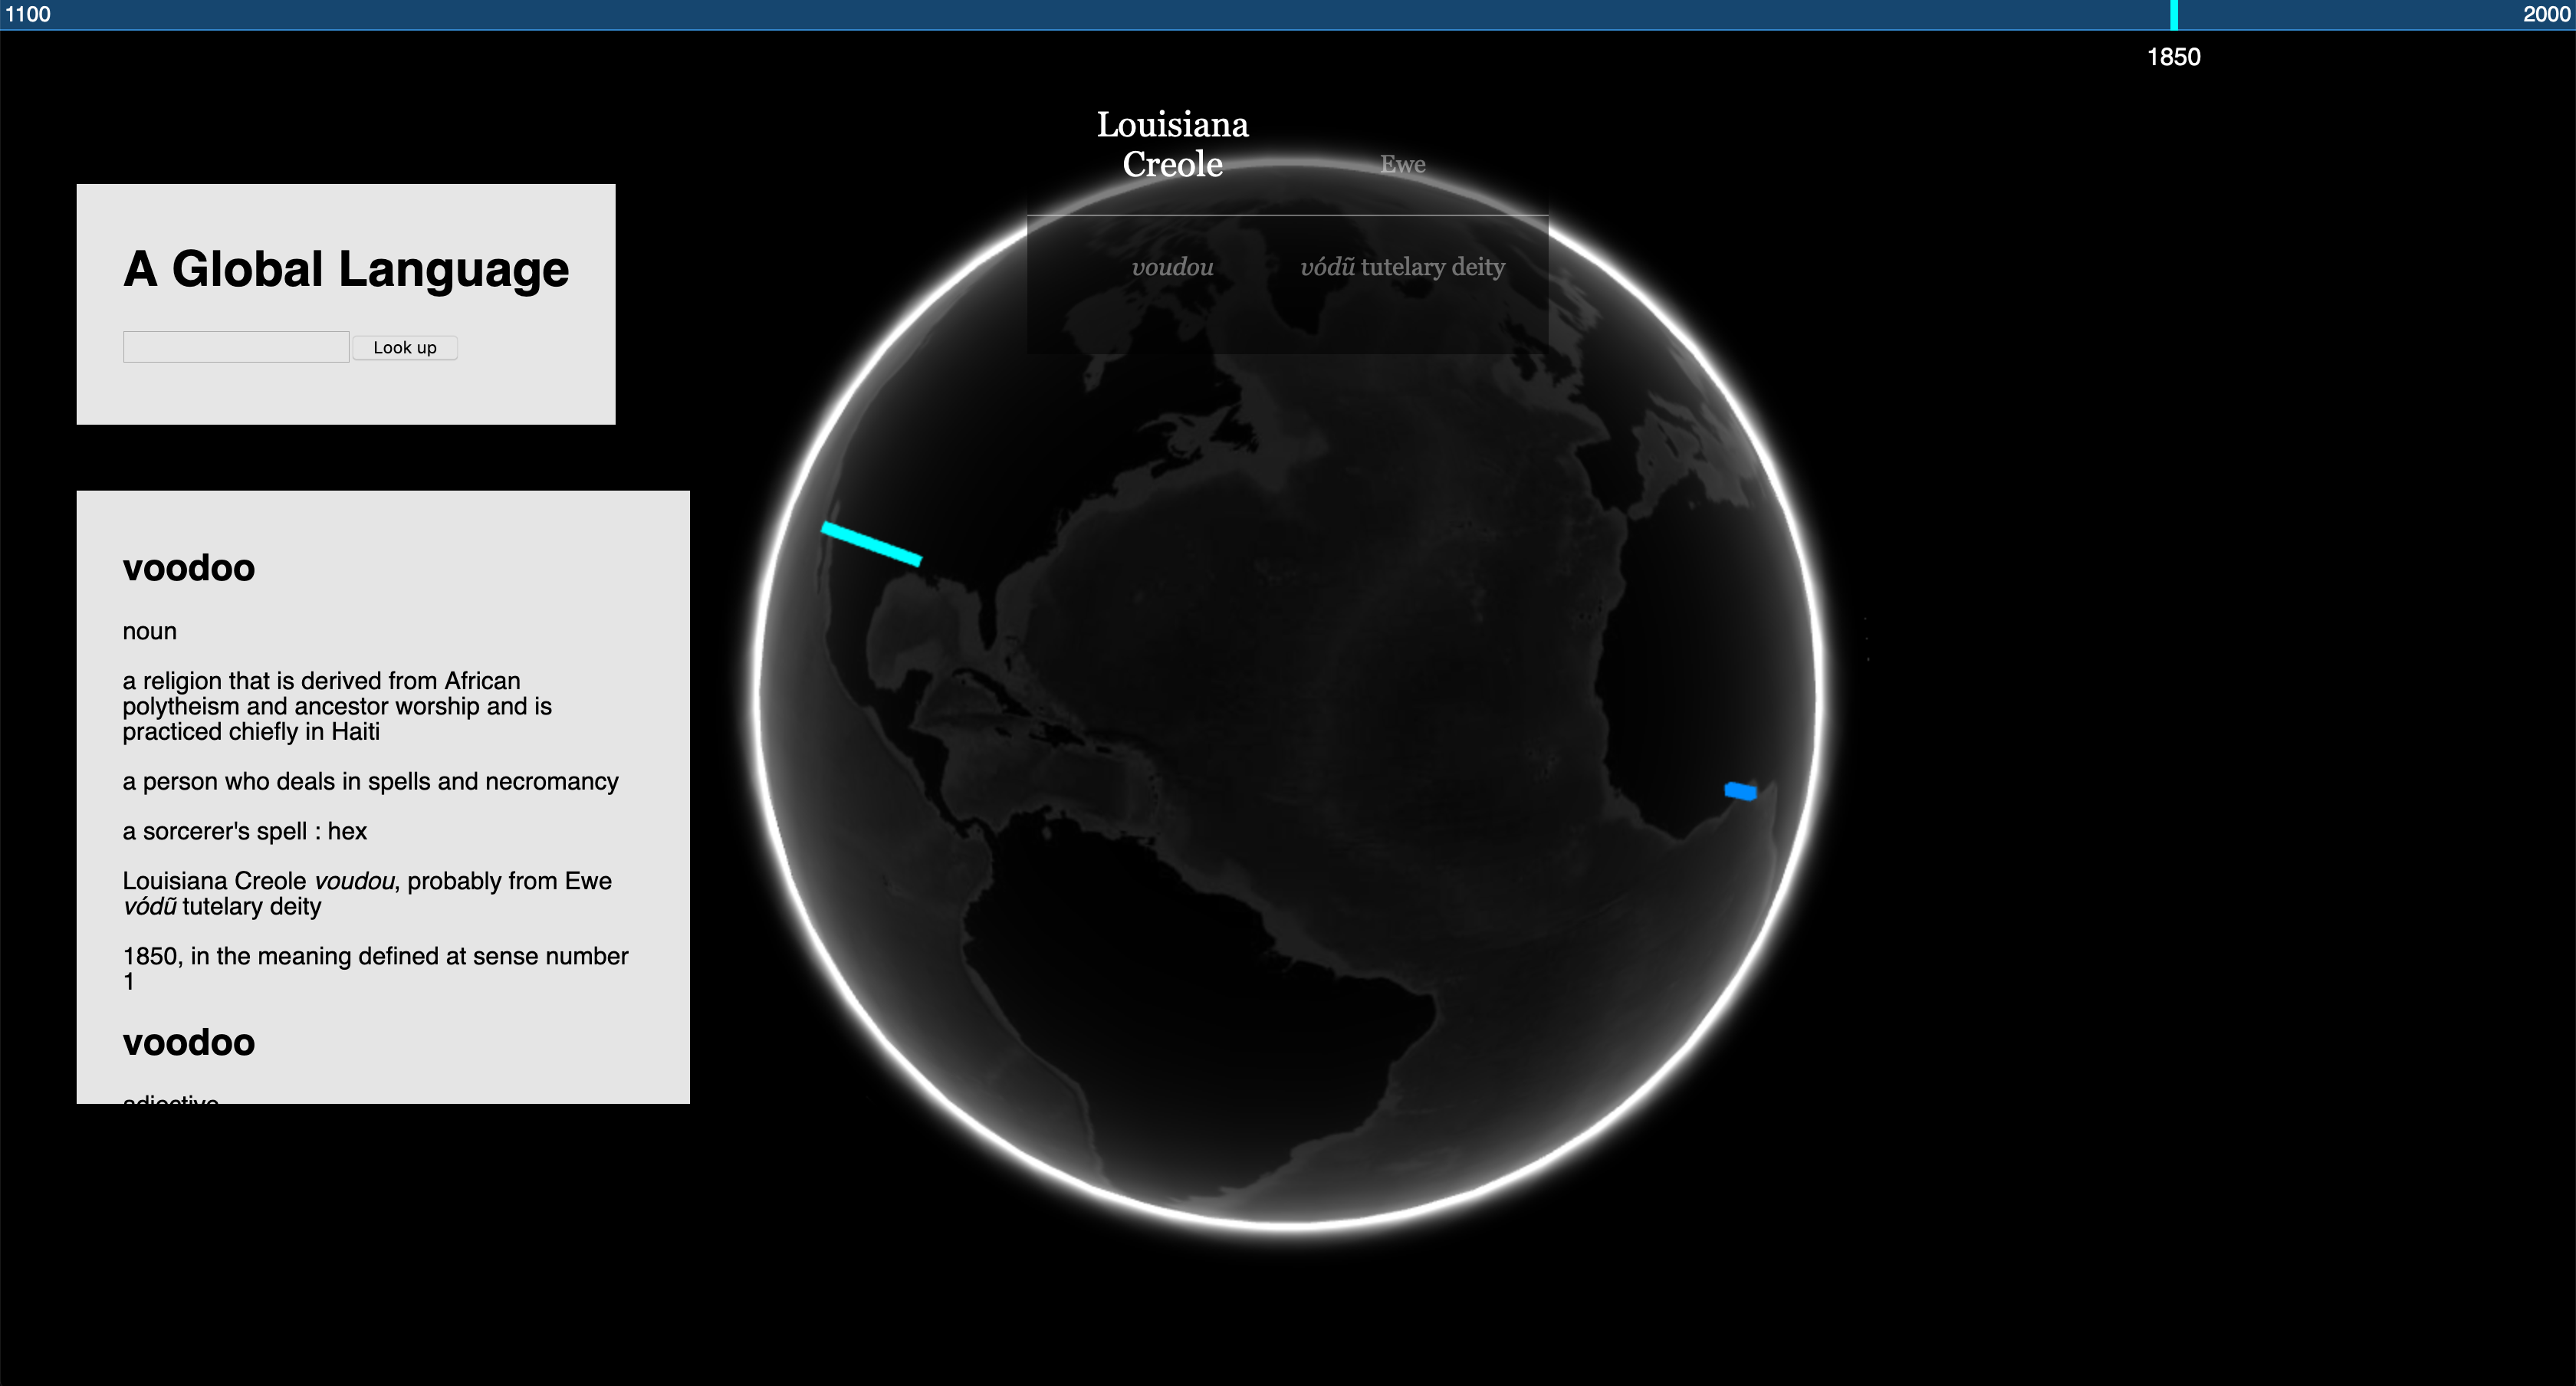 1100
2000
1850
Louisiana
Creole
Ewe
voudou
vódũ tutelary deity
A Global Language
Look up
voodoo
noun
a religion that is derived from African
polytheism and ancestor worship and is
practiced chiefly in Haiti
a person who deals in spells and necromancy
a sorcerer's spell : hex
Louisiana Creole voudou, probably from Ewe
vódũ tutelary deity
1850, in the meaning defined at sense number
1
voodoo
adjective